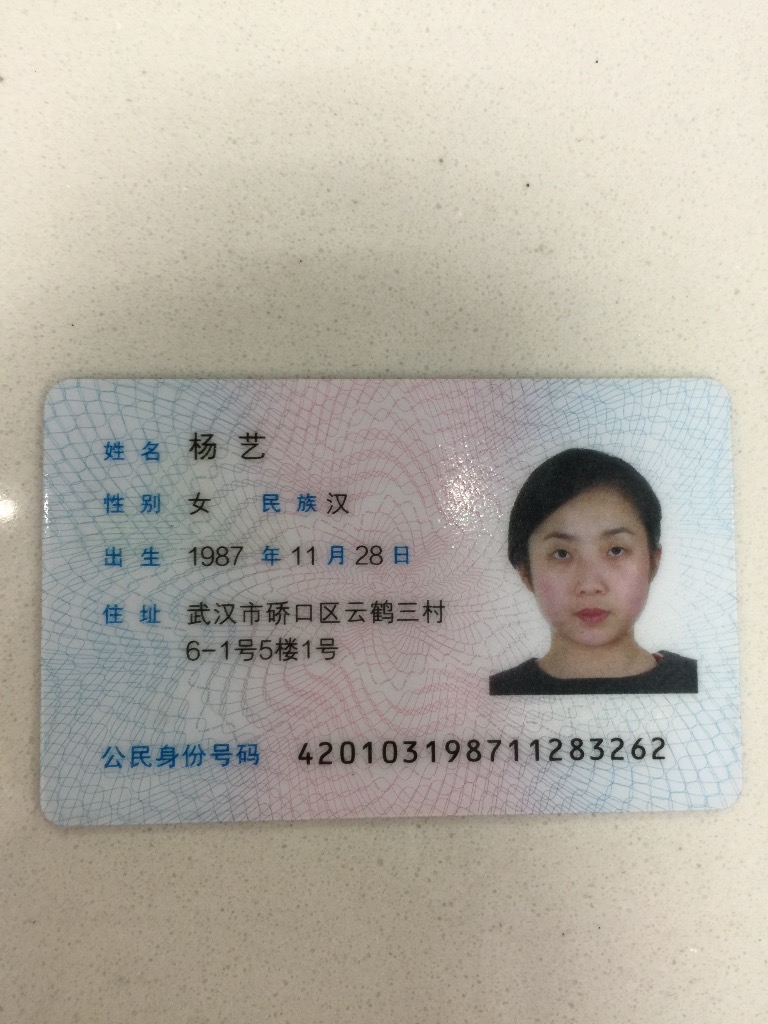 姓名 杨艺
性别 女 民族 汉
出生 1987 年 11 月 28 日
住址 武汉市硚口区云鹤三村
6-1号5楼1号
公民身份号码 420103198711283262